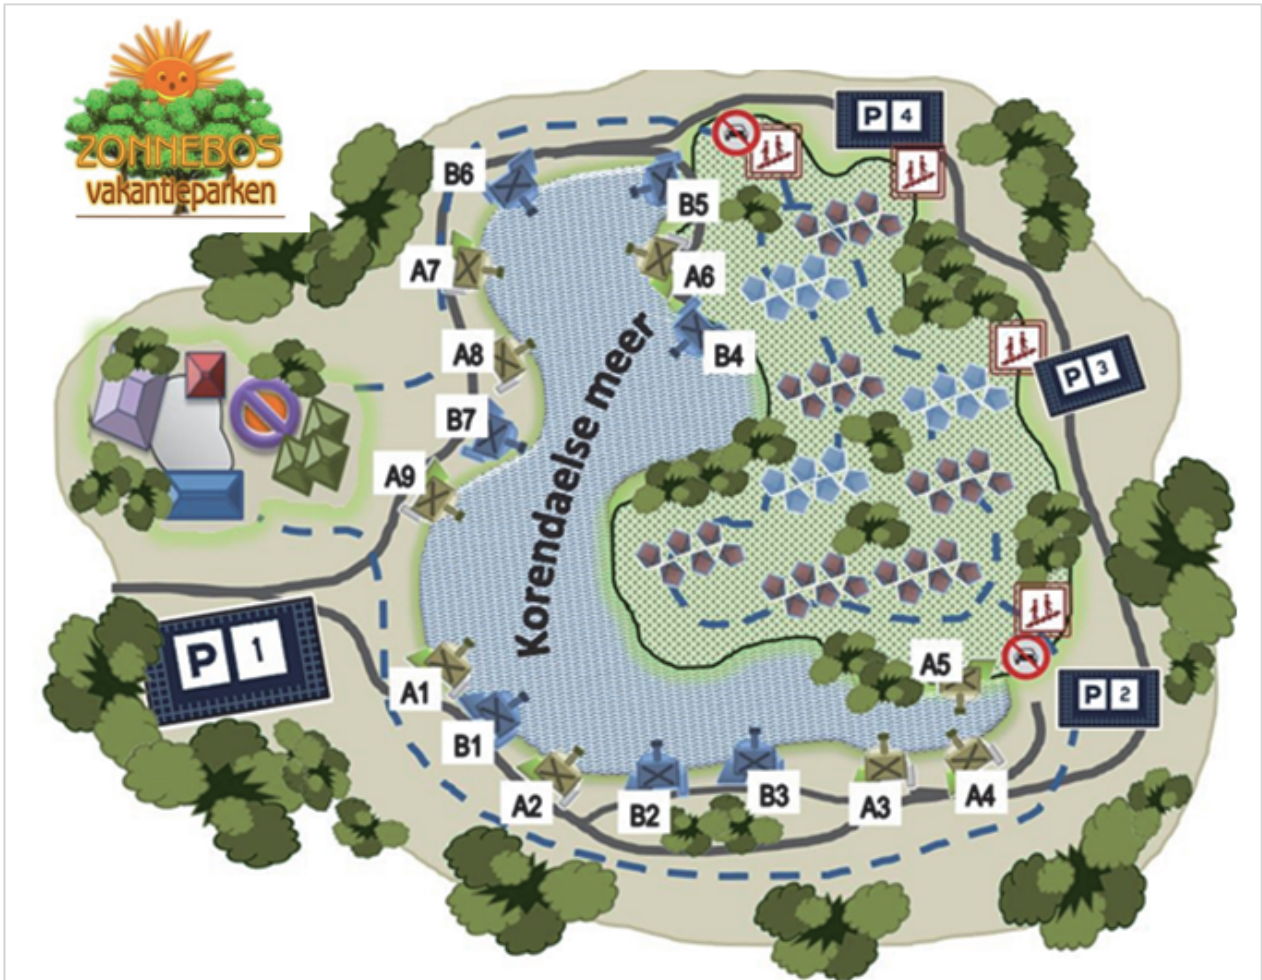 ZONNEBOS
vakantieparken
P 4
B6
B5
A7
A6
A8
B4
P 3
B7
A9
Korendaelse meer
P 1
A5
A1
P 2
B1
A2
B2
B3
A3
A4